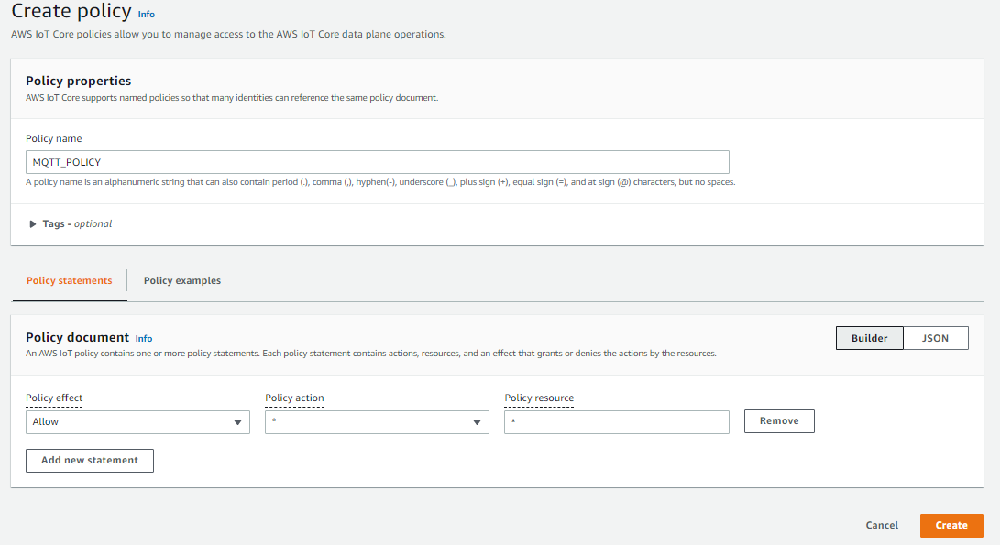 Create policy Info
AWS IoT Core policies allow you to manage access to the AWS IoT Core data plane operations.
Policy properties
AWS IoT Core supports named policies so that many identities can reference the same policy document.
Policy name
MQTT_POLICY
A policy name is an alphanumeric string that can also contain period (.), comma (,), hyphen(-), underscore (_), plus sign (+), equal sign (=), and at sign (@) characters, but no spaces.
Tags - optional
Policy statements Policy examples
Policy document Info
An AWS IoT policy contains one or more policy statements. Each policy statement contains actions, resources, and an effect that grants or denies the actions by the resources.
Builder JSON
Policy effect Policy action Policy resource
Allow * * Remove
Add new statement
Cancel Create